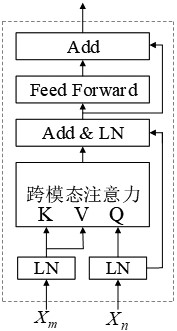 Add
Feed Forward
Add & LN
跨模态注意力
K V Q
LN LN
Xm Xn